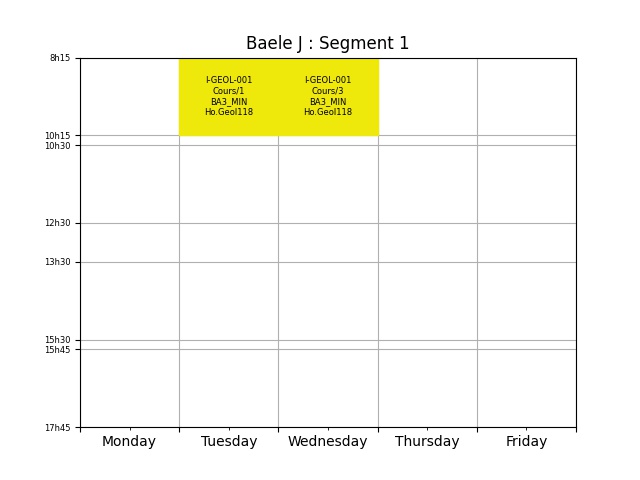 Baele J : Segment 1
8h15
I-GEOL-001
Cours/1
BA3_MIN
Ho.Geol118
I-GEOL-001
Cours/3
BA3_MIN
Ho.Geol118
10h15
10h30
12h30
13h30
15h30
15h45
17h45
Monday
Tuesday
Wednesday
Thursday
Friday